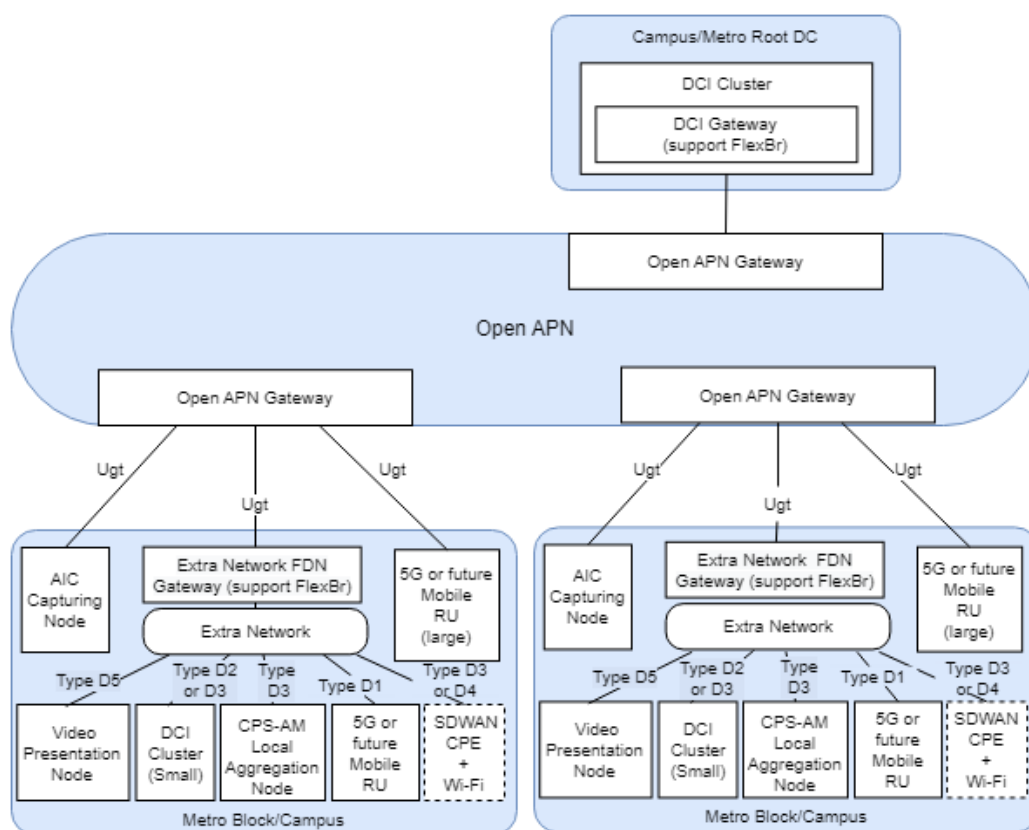 Campus/Metro Root DC
DCI Cluster
DCI Gateway
(support FlexBr)
Open APN Gateway
Open APN
Open APN Gateway
Open APN Gateway
Ugt
Ugt
Ugt
Ugt
Ugt
Ugt
AIC
Capturing
Node
Extra Network FDN
Gateway (support FlexBr)
5G or future
Mobile
RU
(large)
Extra Network
Type D5
Type D2
or D3
Type
D3
Type D1
Type D3
or D4
Video
Presentation
Node
DCI
Cluster
(Small)
CPS-AM
Local
Aggregation
Node
5G or
future
Mobile
RU
SDWAN
CPE
+
Wi-Fi
Metro Block/Campus
AIC
Capturing
Node
Extra Network FDN
Gateway (support FlexBr)
5G or future
Mobile
RU
(large)
Extra Network
Type D5
Type D2
or D3
Type
D3
Type D1
Type D3
or D4
Video
Presentation
Node
DCI
Cluster
(Small)
CPS-AM
Local
Aggregation
Node
5G or
future
Mobile
RU
SDWAN
CPE
+
Wi-Fi
Metro Block/Campus